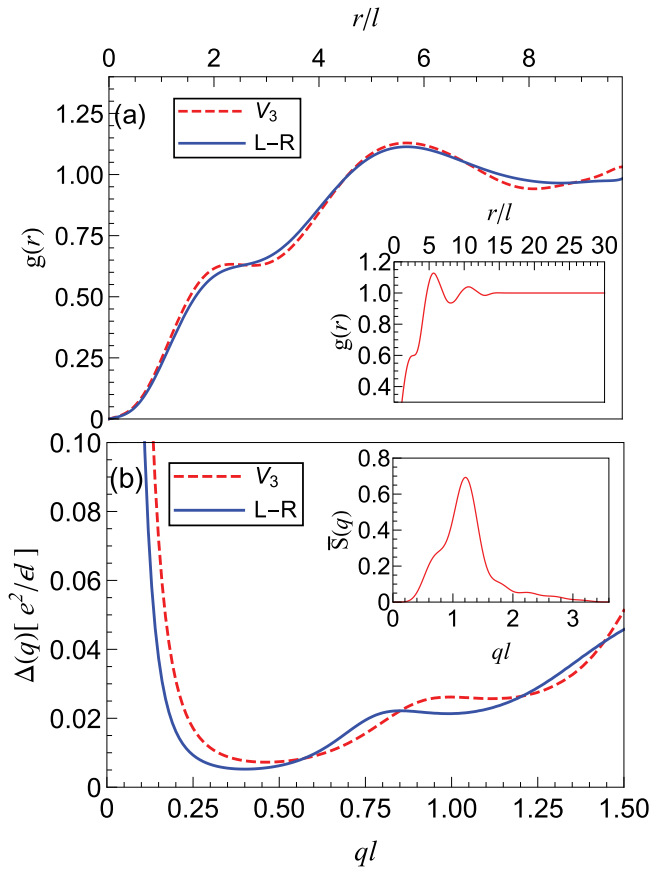 r/l
0 2 4 6 8
(a)
V3
L−R
1.25
1.00
0.75
0.50
0.25
0
g(r)
r/l
0 5 10 15 20 25 30
1.2
1.0
0.8
0.6
0.4
g(r)
(b)
V3
L−R
0.10
0.08
0.06
0.04
0.02
0
Δ(q)[ e²/ϵl ]
0.8
0.6
0.4
0.2
0
S̅(q)
0 1 2 3
ql
0 0.25 0.50 0.75 1.00 1.25 1.50
ql